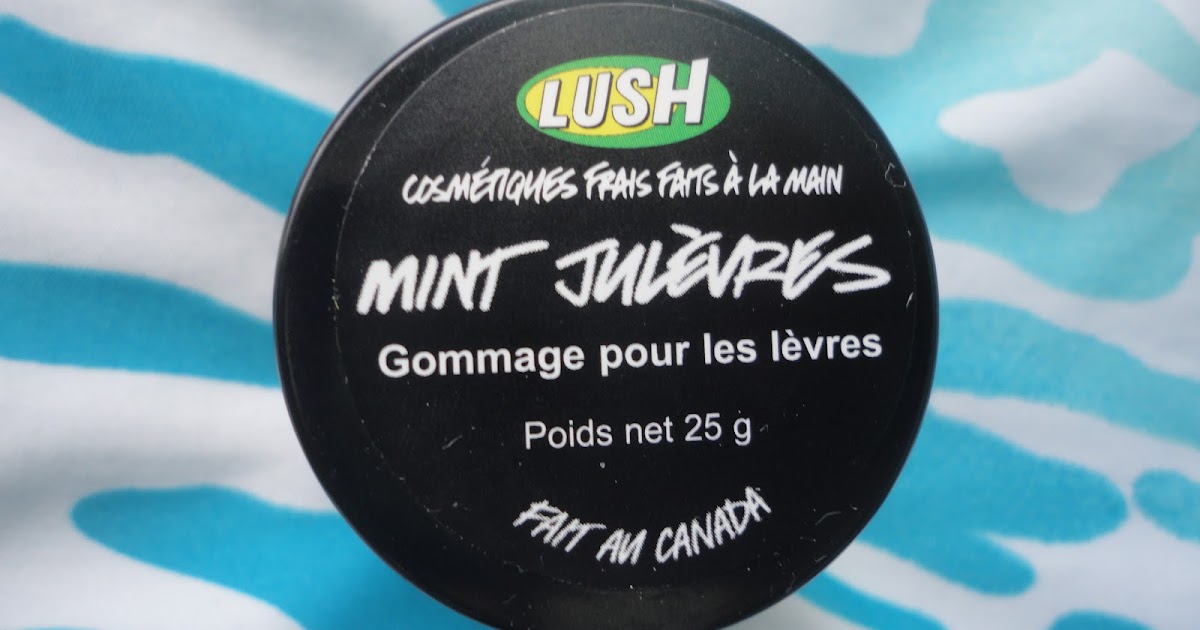 LUSH
COSMÉTIQUES FRAIS FAITS À LA MAIN
MINT JULÈVRES
Gommage pour les lèvres
Poids net 25 g
FAIT AU CANADA